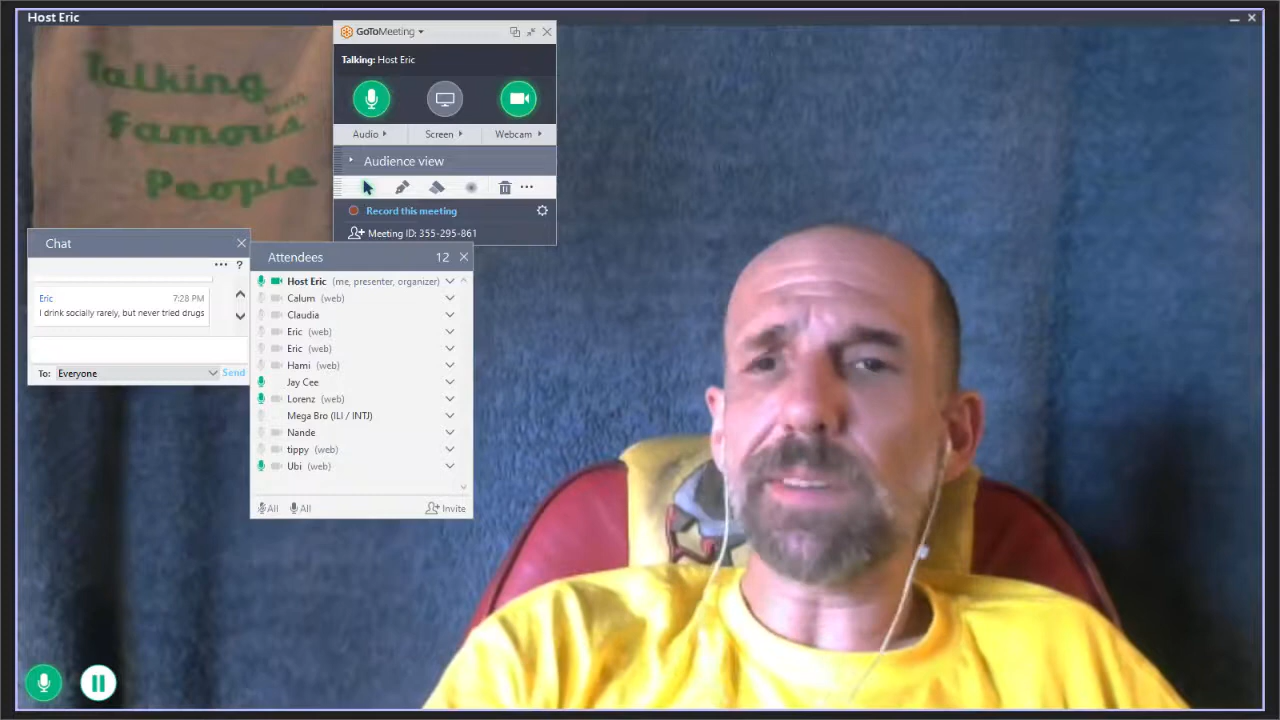 Host Eric
Talking
famous
People
GoToMeeting
Talking: Host Eric
Audio
Screen
Webcam
Audience view
Record this meeting
Meeting ID: 355-295-861
Chat
?
Eric 7:28 PM
I drink socially rarely, but never tried drugs
To: Everyone Send
Attendees 12
Host Eric (me, presenter, organizer)
Calum (web)
Claudia
Eric (web)
Eric (web)
Hami (web)
Jay Cee
Lorenz (web)
Mega Bro (ILI / INTJ)
Nande
tippy (web)
Ubi (web)
All All Invite